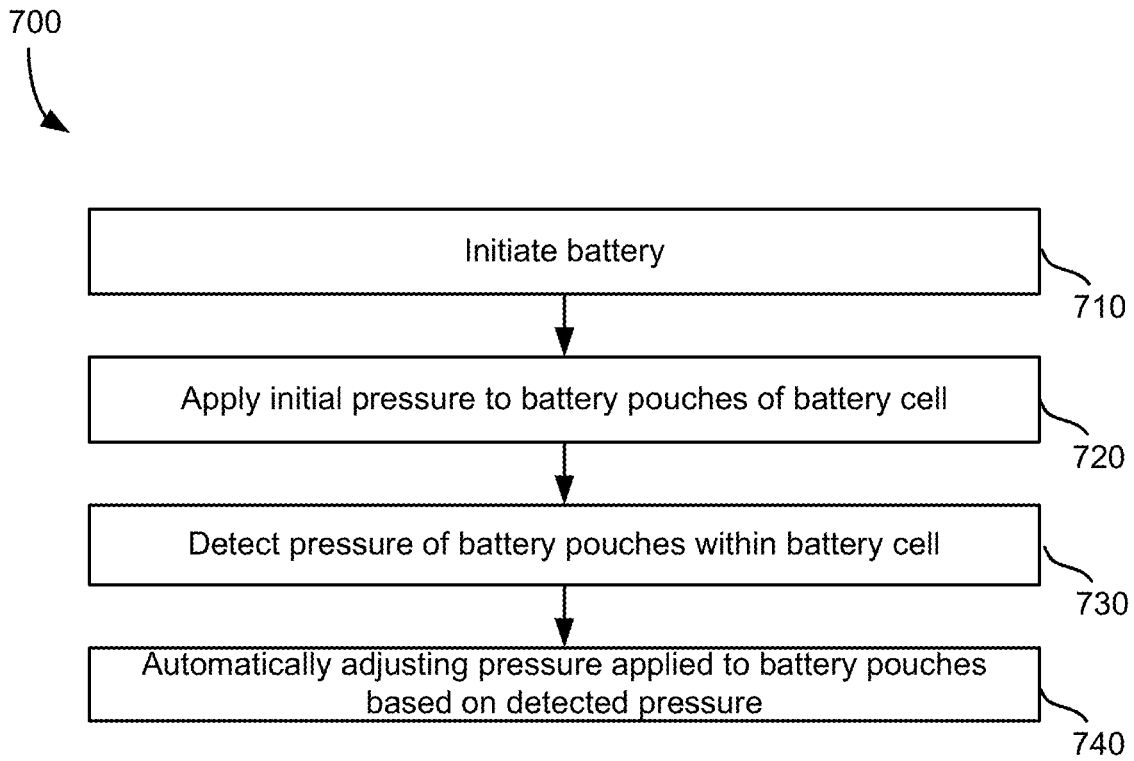 700
Initiate battery
710
Apply initial pressure to battery pouches of battery cell
720
Detect pressure of battery pouches within battery cell
730
Automatically adjusting pressure applied to battery pouches
based on detected pressure
740